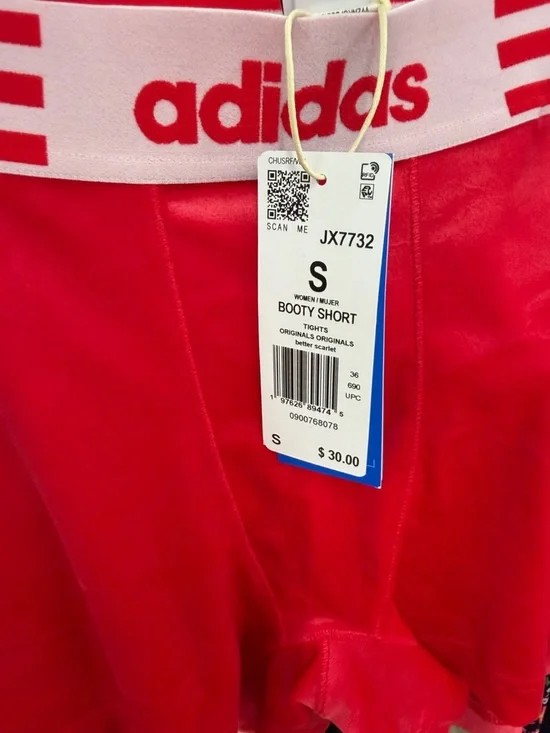 adidas
CHUSRF/W
RFID
SCAN ME
JX7732
S
WOMEN / MUJER
BOOTY SHORT
TIGHTS
ORIGINALS ORIGINALS
better scarlet
36
690
UPC
1 97626 89474 5
0900768078
S
$ 30.00